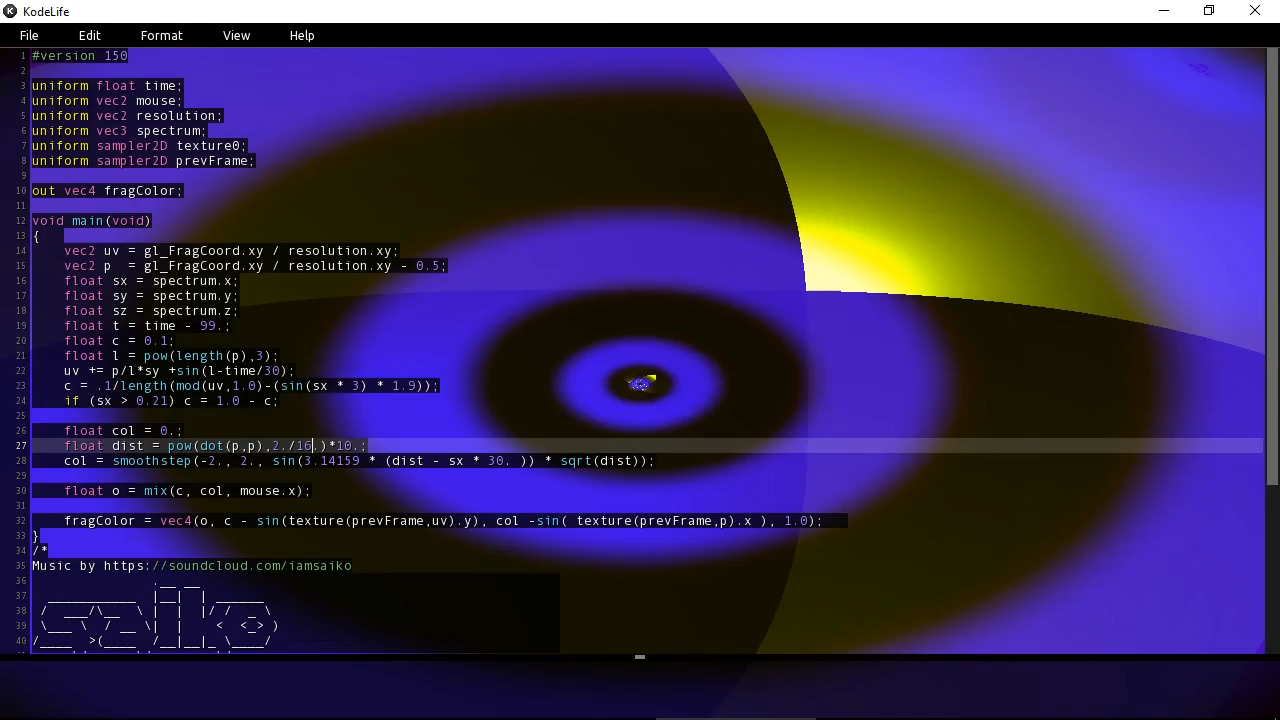 KodeLife
File Edit Format View Help
1 #version 150
2
3 uniform float time;
4 uniform vec2 mouse;
5 uniform vec2 resolution;
6 uniform vec3 spectrum;
7 uniform sampler2D texture0;
8 uniform sampler2D prevFrame;
9
10 out vec4 fragColor;
11
12 void main(void)
13 {
14 vec2 uv = gl_FragCoord.xy / resolution.xy;
15 vec2 p  = gl_FragCoord.xy / resolution.xy - 0.5;
16 float sx = spectrum.x;
17 float sy = spectrum.y;
18 float sz = spectrum.z;
19 float t = time - 99.;
20 float c = 0.1;
21 float l = pow(length(p),3);
22 uv += p/l*sy +sin(l-time/30);
23 c = .1/length(mod(uv,1.0)-(sin(sx * 3) * 1.9));
24 if (sx > 0.21) c = 1.0 - c;
25
26 float col = 0.;
27 float dist = pow(dot(p,p),2./16.)*10.;
28 col = smoothstep(-2., 2., sin(3.14159 * (dist - sx * 30. )) * sqrt(dist));
29
30 float o = mix(c, col, mouse.x);
31
32 fragColor = vec4(o, c - sin(texture(prevFrame,uv).y), col -sin( texture(prevFrame,p).x ), 1.0);
33 }
34 /*
35 Music by https://soundcloud.com/iamsaiko
36
37
38
39
40
saiko